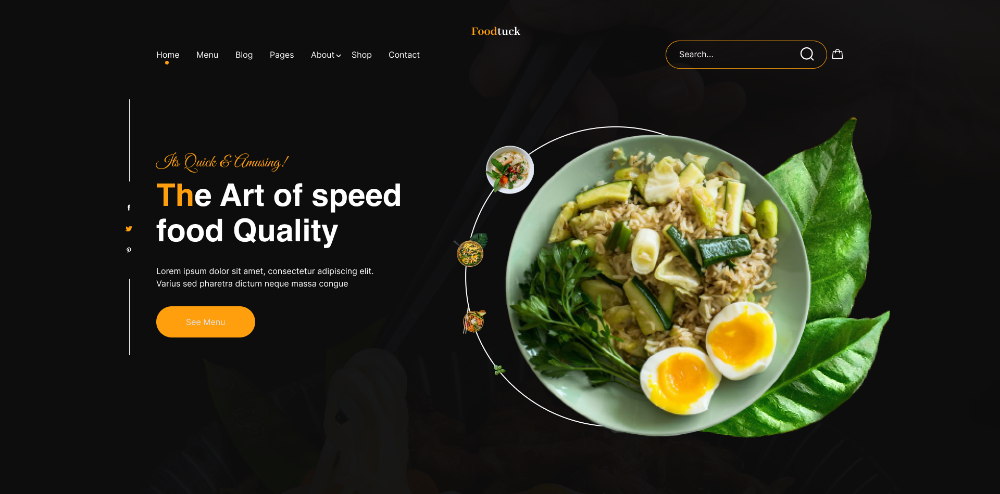 Foodtuck
Home Menu Blog Pages About Shop Contact
Search...
Its Quick & Amusing!
The Art of speed
food Quality
Lorem ipsum dolor sit amet, consectetur adipiscing elit.
Varius sed pharetra dictum neque massa congue
See Menu